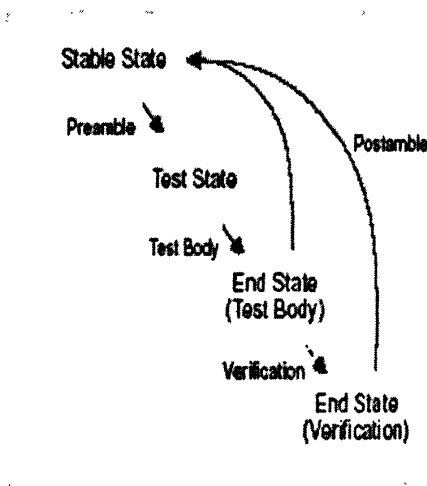 Stable State
Preamble
Postamble
Test State
Test Body
End State
(Test Body)
Verification
End State
(Verification)